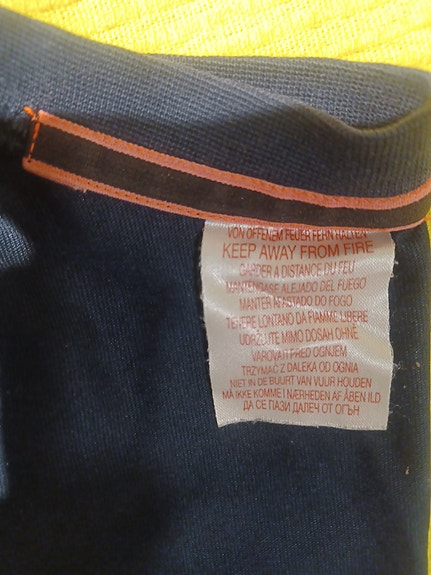 VON OFFENEM FEUER FERN HALTEN
KEEP AWAY FROM FIRE
GARDER A DISTANCE DU FEU
MANTENGASE ALEJADO DEL FUEGO
MANTER AFASTADO DO FOGO
TENERE LONTANO DA FIAMME LIBERE
UDRŽUJTE MIMO DOSAH OHNĚ
VAROVATI PRED OGNJEM
TRZYMAĆ Z DALEKA OD OGNIA
NIET IN DE BUURT VAN VUUR HOUDEN
MÅ IKKE KOMME I NÆRHEDEN AF ÅBEN ILD
ДА СЕ ПАЗИ ДАЛЕЧ ОТ ОГЪН